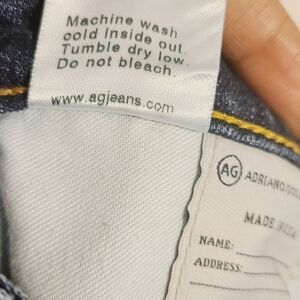 Machine wash
cold inside out.
Tumble dry low.
Do not bleach.
www.agjeans.com
AG ADRIANO
MADE IN
NAME:
ADDRESS: